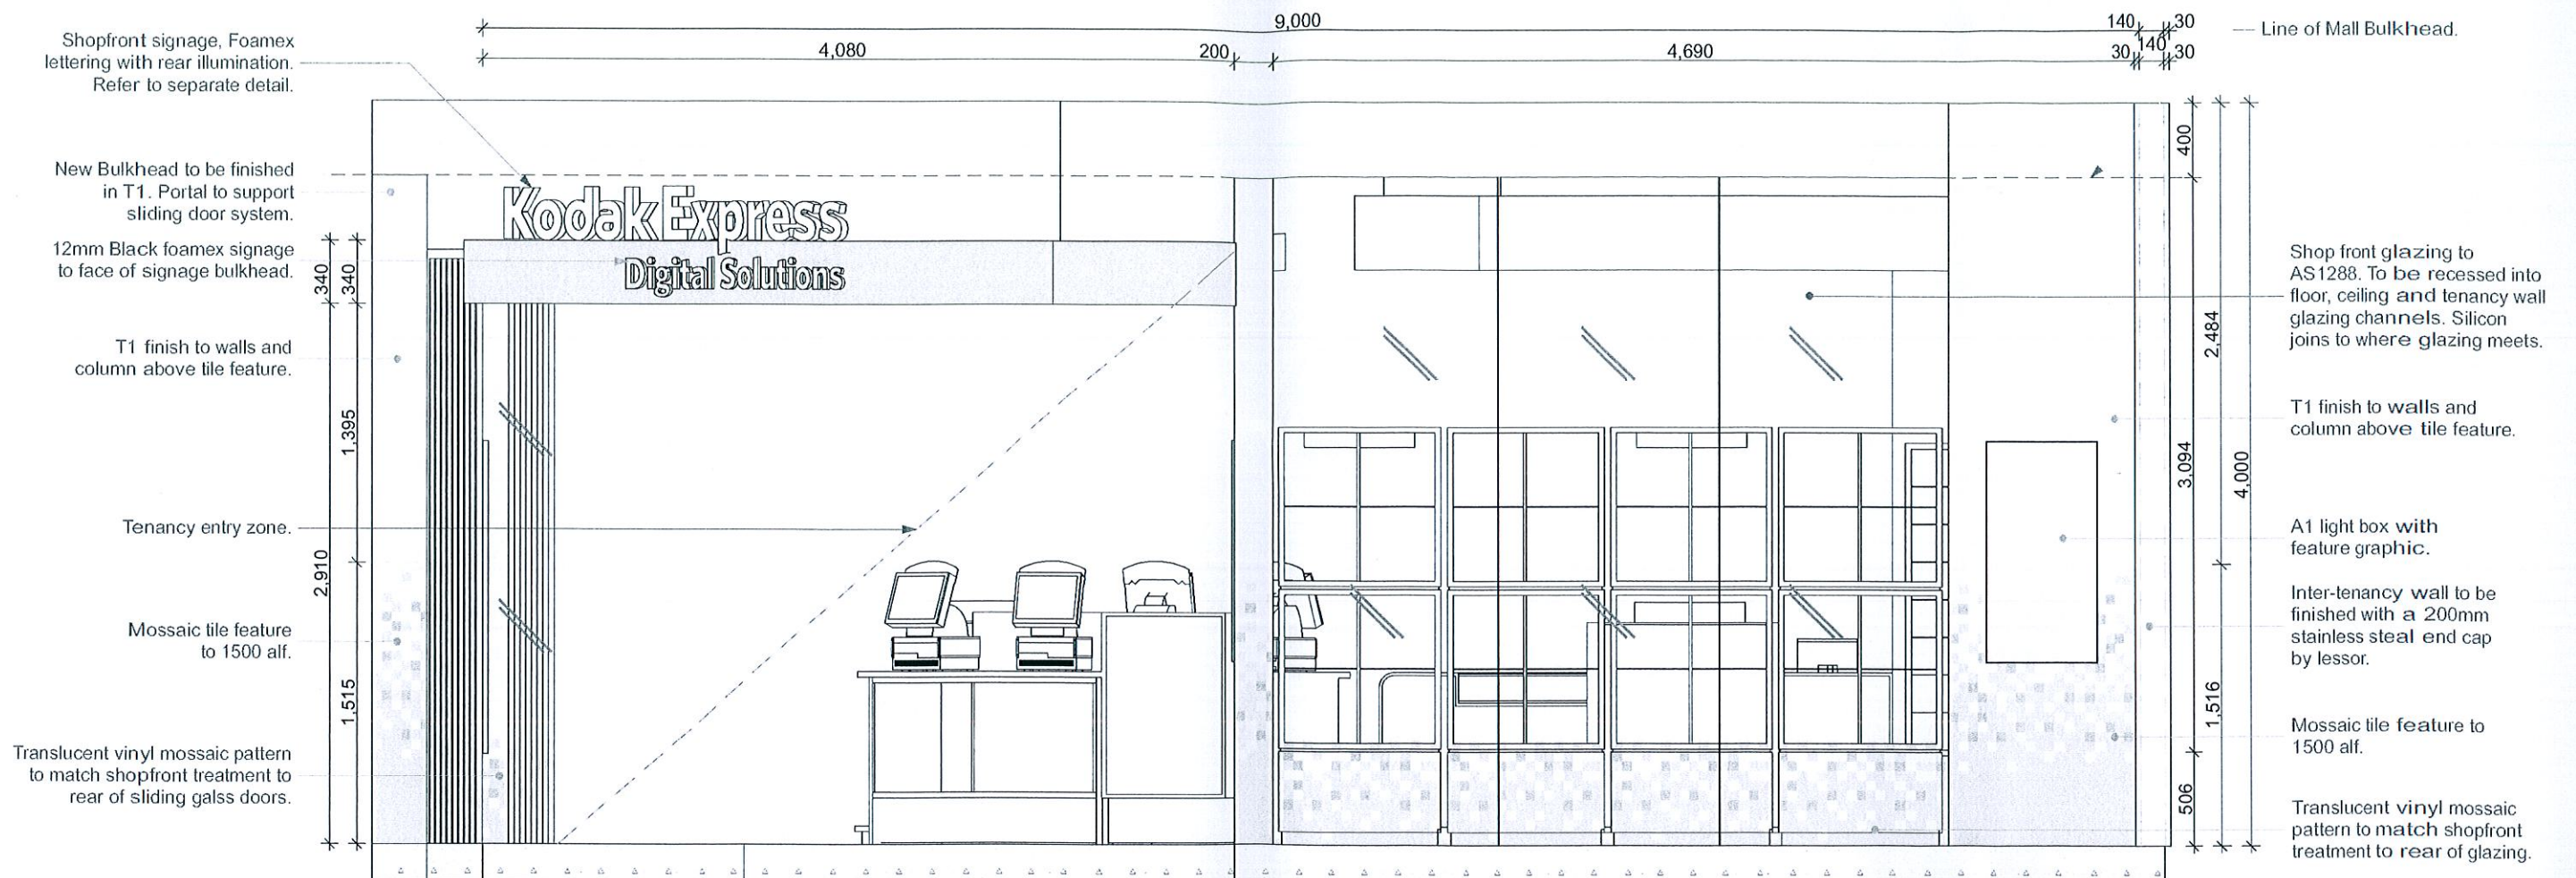 9,000
140
30
4,080
200
4,690
30
140
30
Line of Mall Bulkhead.
Shopfront signage, Foamex
lettering with rear illumination.
Refer to separate detail.
New Bulkhead to be finished
in T1. Portal to support
sliding door system.
12mm Black foamex signage
to face of signage bulkhead.
T1 finish to walls and
column above tile feature.
Tenancy entry zone.
Mossaic tile feature
to 1500 alf.
Translucent vinyl mossaic pattern
to match shopfront treatment to
rear of sliding galss doors.
340
340
1,395
2,910
1,515
Kodak Express
Digital Solutions
400
2,484
3,094
4,000
1,516
506
Shop front glazing to
AS1288. To be recessed into
floor, ceiling and tenancy wall
glazing channels. Silicon
joins to where glazing meets.
T1 finish to walls and
column above tile feature.
A1 light box with
feature graphic.
Inter-tenancy wall to be
finished with a 200mm
stainless steal end cap
by lessor.
Mossaic tile feature to
1500 alf.
Translucent vinyl mossaic
pattern to match shopfront
treatment to rear of glazing.